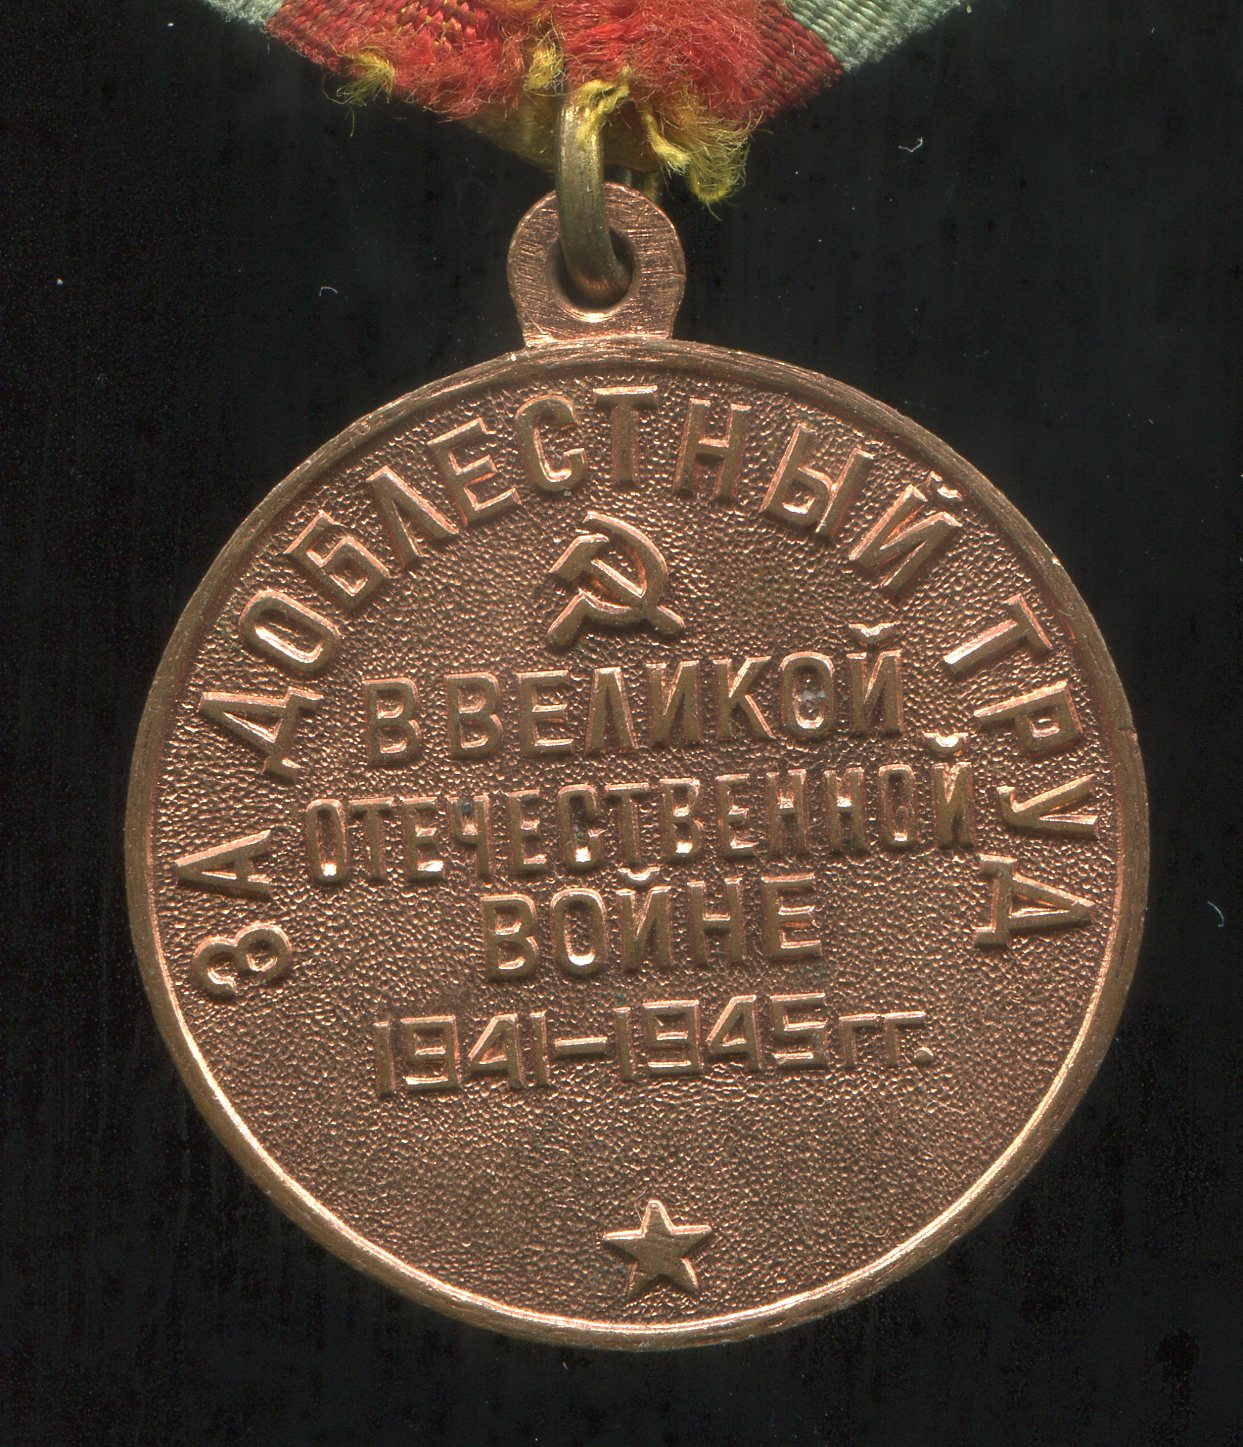 ЗА ДОБЛЕСТНЫЙ ТРУД
В ВЕЛИКОЙ
ОТЕЧЕСТВЕННОЙ
ВОЙНЕ
1941–1945 гг.